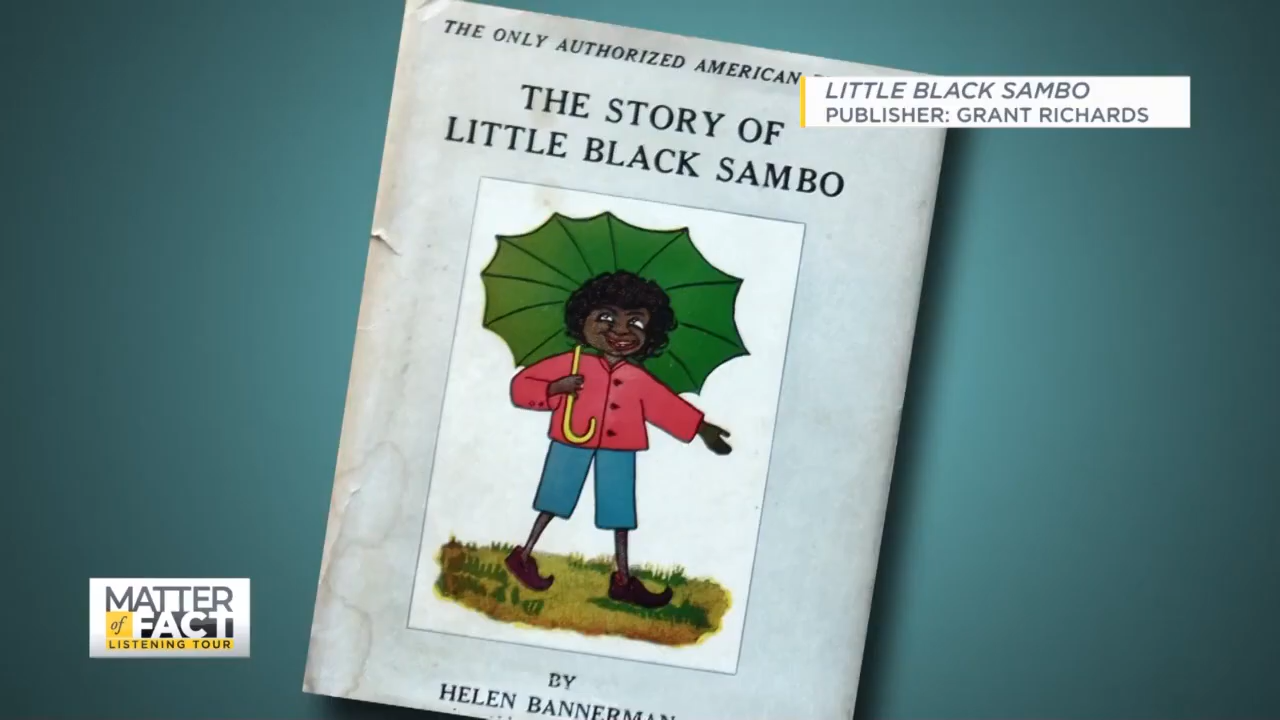 THE ONLY AUTHORIZED AMERICAN
THE STORY OF
LITTLE BLACK SAMBO
BY
HELEN BANNERMAN
LITTLE BLACK SAMBO
PUBLISHER: GRANT RICHARDS
MATTER
of FACT
LISTENING TOUR